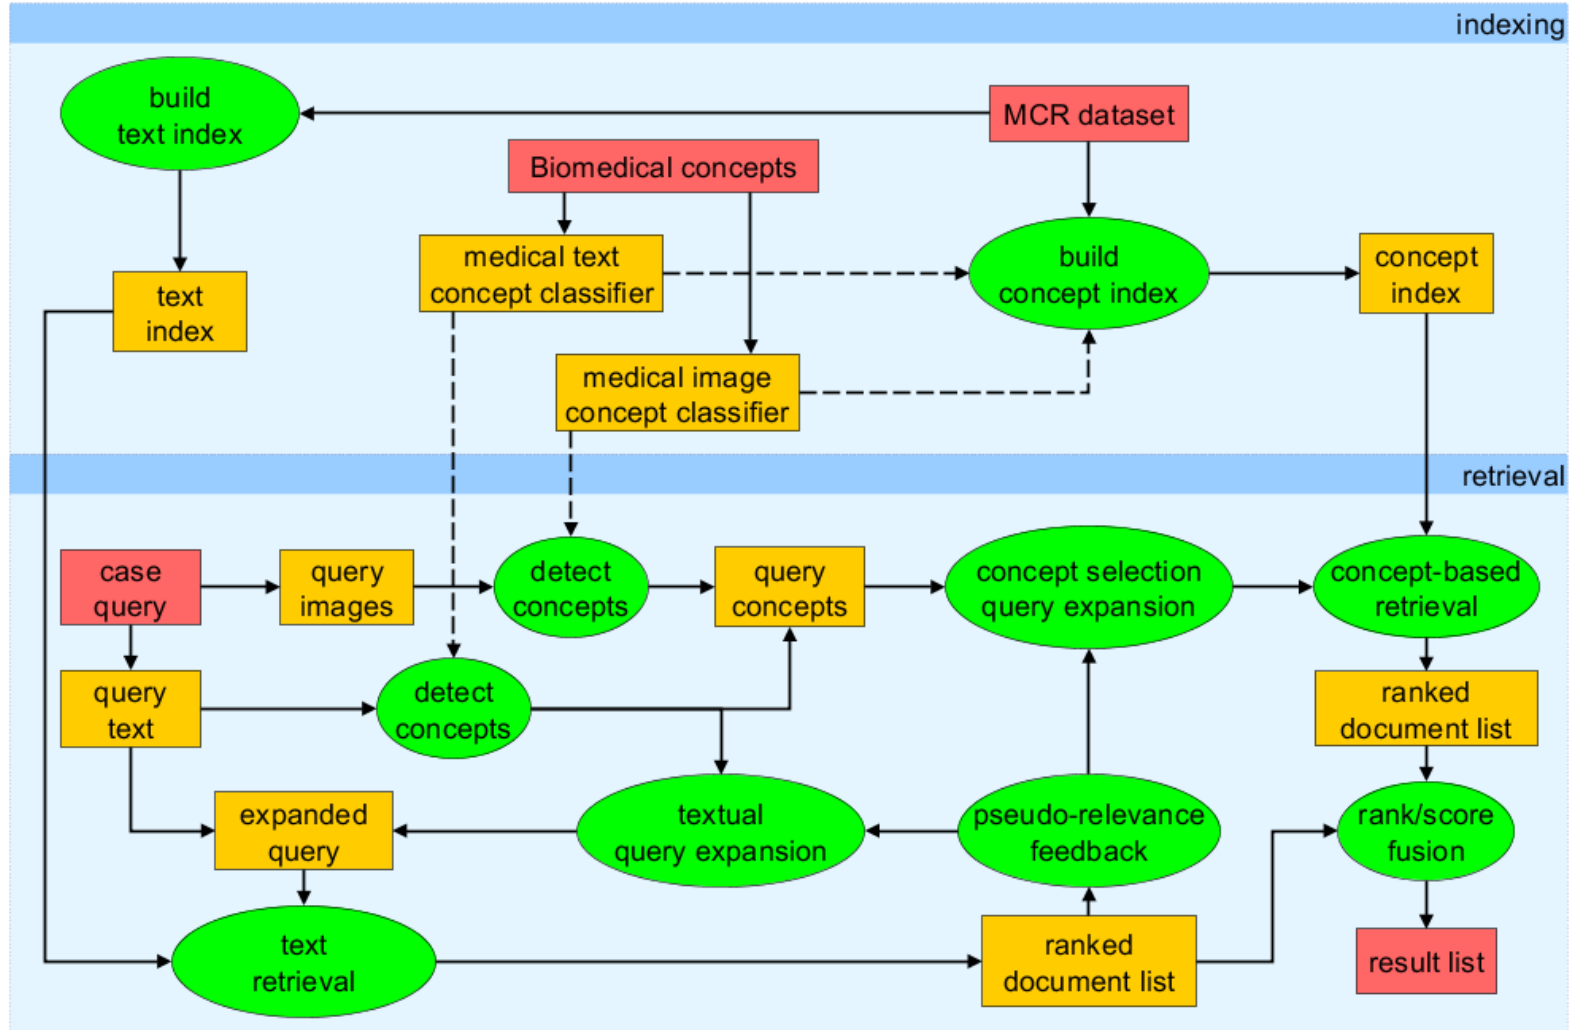 indexing
build
text index
MCR dataset
Biomedical concepts
medical text
concept classifier
build
concept index
concept
index
text
index
medical image
concept classifier
retrieval
case
query
query
images
detect
concepts
query
concepts
concept selection
query expansion
concept-based
retrieval
query
text
detect
concepts
ranked
document list
expanded
query
textual
query expansion
pseudo-relevance
feedback
rank/score
fusion
text
retrieval
ranked
document list
result list